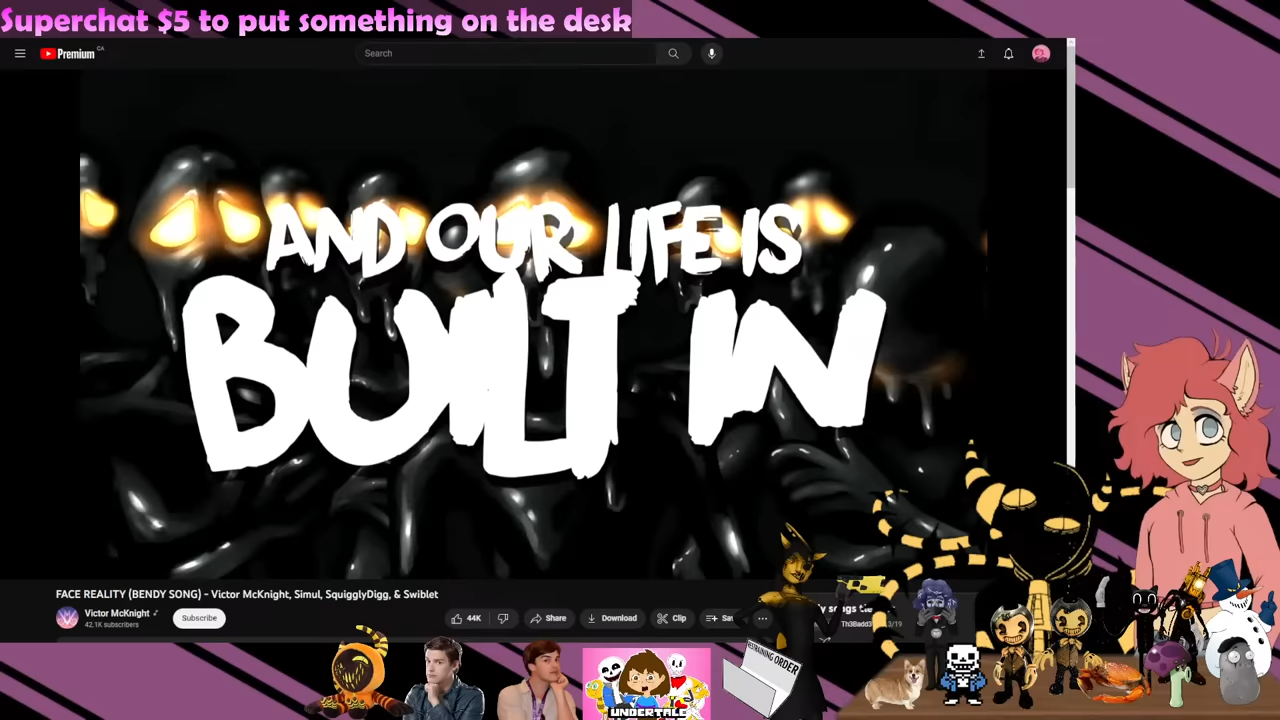 Superchat $5 to put something on the desk
Premium
CA
Search
AND OUR LIFE IS
BUILT IN
FACE REALITY (BENDY SONG) - Victor McKnight, Simul, SquigglyDigg, & Swiblet
Victor McKnight
42.1K subscribers
Subscribe
44K
Share
Download
Clip
RESTRAINING ORDER
UNDERTALE